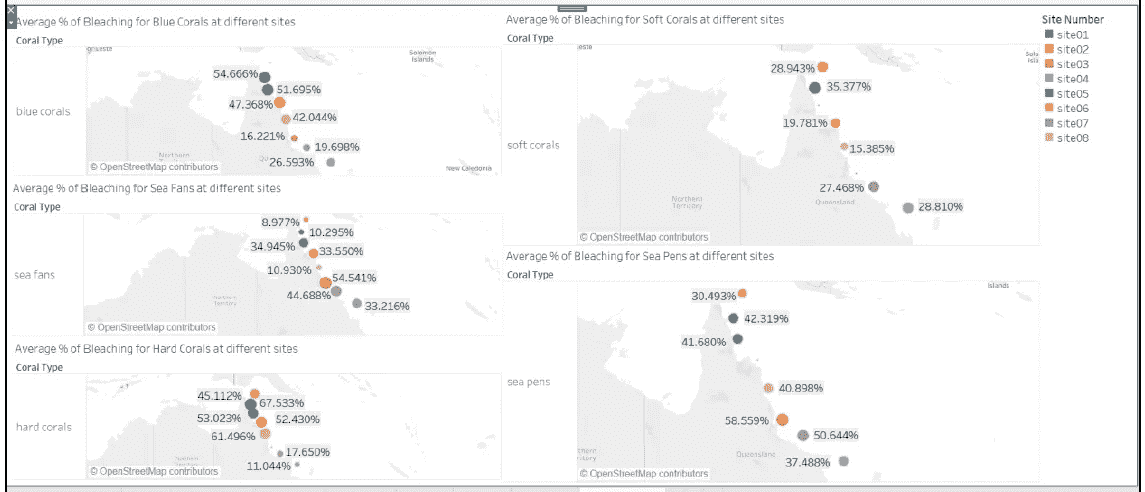 Average % of Bleaching for Blue Corals at different sites
Coral Type
Solomon
Islands
54.666%
51.695%
47.368%
blue corals
42.044%
16.221%
19.698%
Northern
26.593%
© OpenStreetMap contributors
New Caledonia
Average % of Bleaching for Sea Fans at different sites
Coral Type
8.977%
10.295%
34.945%
33.550%
sea fans
10.930%
54.541%
44.688%
33.216%
Northern
Territory
© OpenStreetMap contributors
Average % of Bleaching for Hard Corals at different sites
Coral Type
45.112%
67.533%
53.023%
52.430%
hard corals
61.496%
17.650%
11.044%
© OpenStreetMap contributors
Average % of Bleaching for Soft Corals at different sites
Coral Type
28.943%
35.377%
19.781%
soft corals
15.385%
27.468%
Northern
Territory
Queensland
28.810%
© OpenStreetMap contributors
Average % of Bleaching for Sea Pens at different sites
Coral Type
Islands
30.493%
42.319%
41.680%
sea pens
40.898%
58.559%
50.644%
Queensland
37.488%
© OpenStreetMap contributors
Site Number
site01
site02
site03
site04
site05
site06
site07
site08